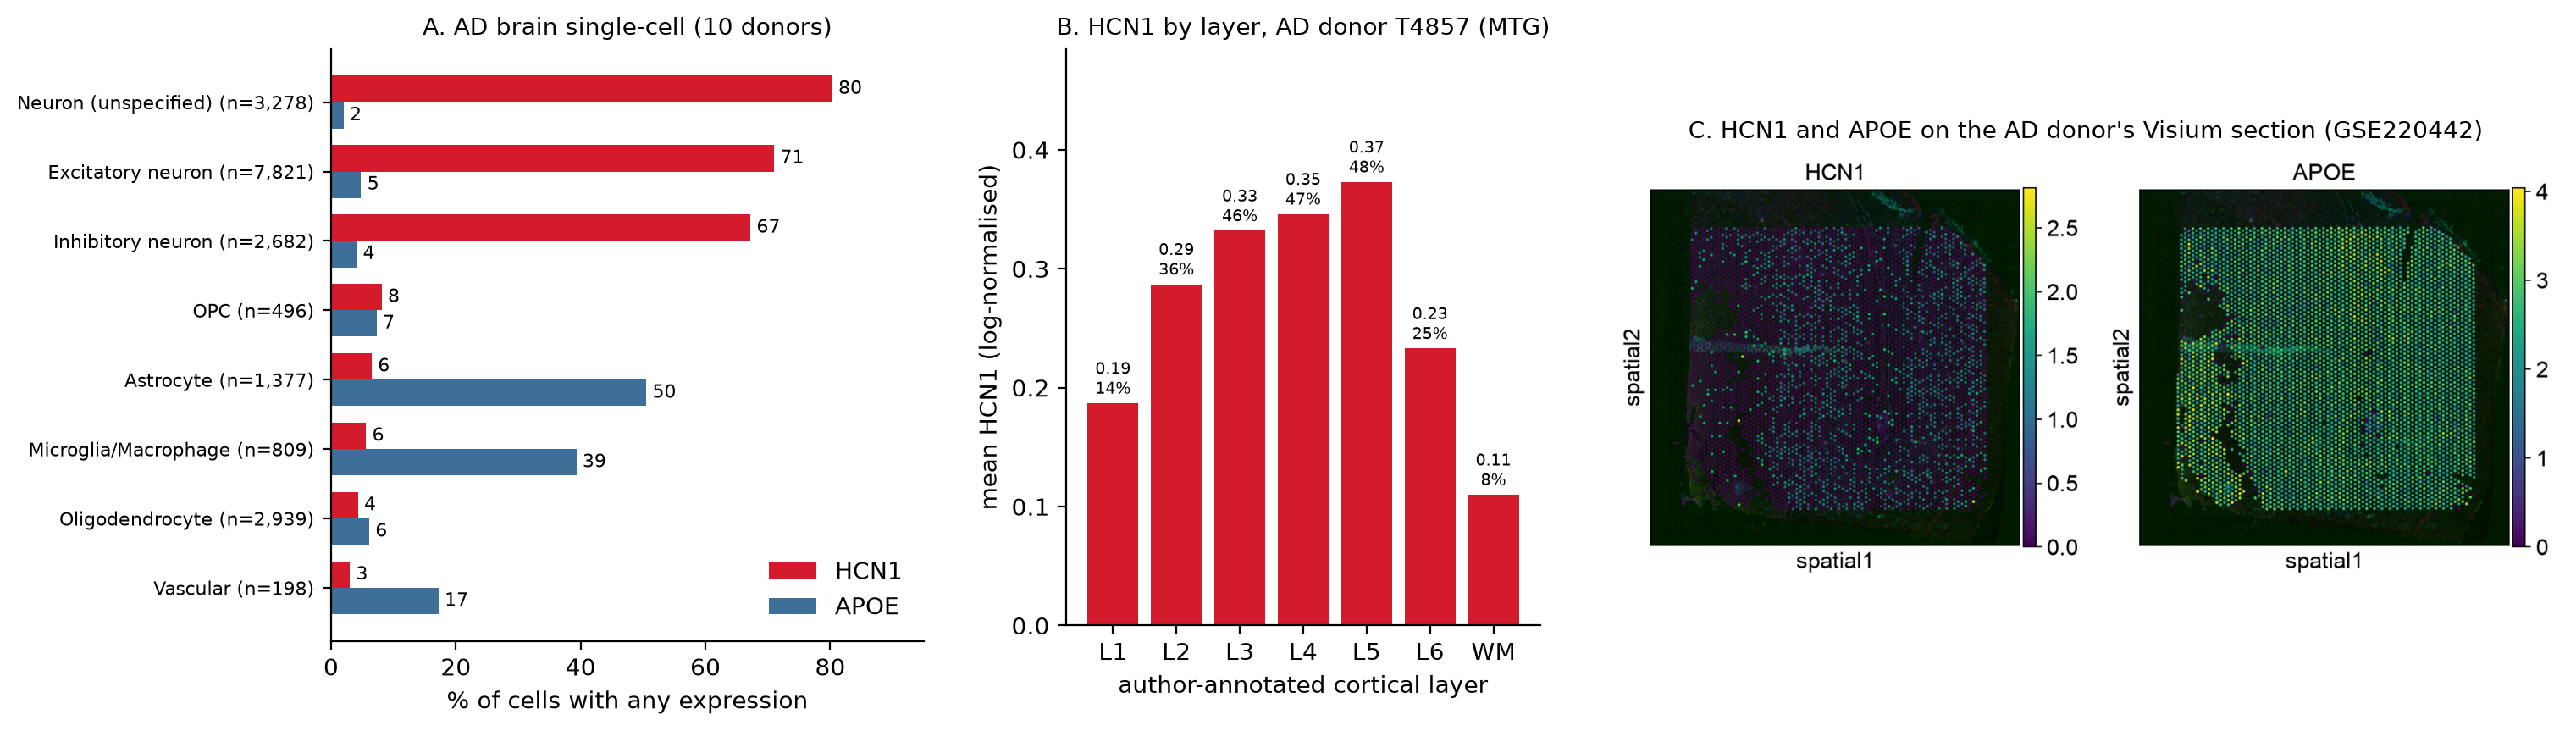 A. AD brain single-cell (10 donors)
Neuron (unspecified) (n=3,278)
80
2
Excitatory neuron (n=7,821)
71
5
Inhibitory neuron (n=2,682)
67
4
OPC (n=496)
8
7
Astrocyte (n=1,377)
6
50
Microglia/Macrophage (n=809)
6
39
Oligodendrocyte (n=2,939)
4
6
Vascular (n=198)
3
17
HCN1
APOE
0 20 40 60 80
% of cells with any expression
B. HCN1 by layer, AD donor T4857 (MTG)
mean HCN1 (log-normalised)
0.4
0.3
0.2
0.1
0.0
0.19
14%
0.29
36%
0.33
46%
0.35
47%
0.37
48%
0.23
25%
0.11
8%
L1 L2 L3 L4 L5 L6 WM
author-annotated cortical layer
C. HCN1 and APOE on the AD donor's Visium section (GSE220442)
HCN1
spatial2
spatial1
2.5
2.0
1.5
1.0
0.5
0.0
APOE
spatial2
spatial1
4
3
2
1
0